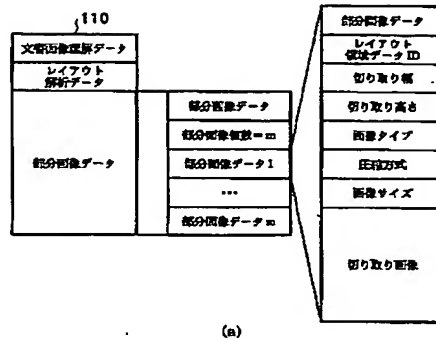 110
文書画像理解データ
レイアウト
解析データ
部分画像データ
部分画像データ
部分画像個数=m
部分画像データ1
...
部分画像データm
部分画像データ
レイアウト
領域データID
切り取り幅
切り取り高さ
画像タイプ
圧縮方式
画像サイズ
切り取り画像
(a)